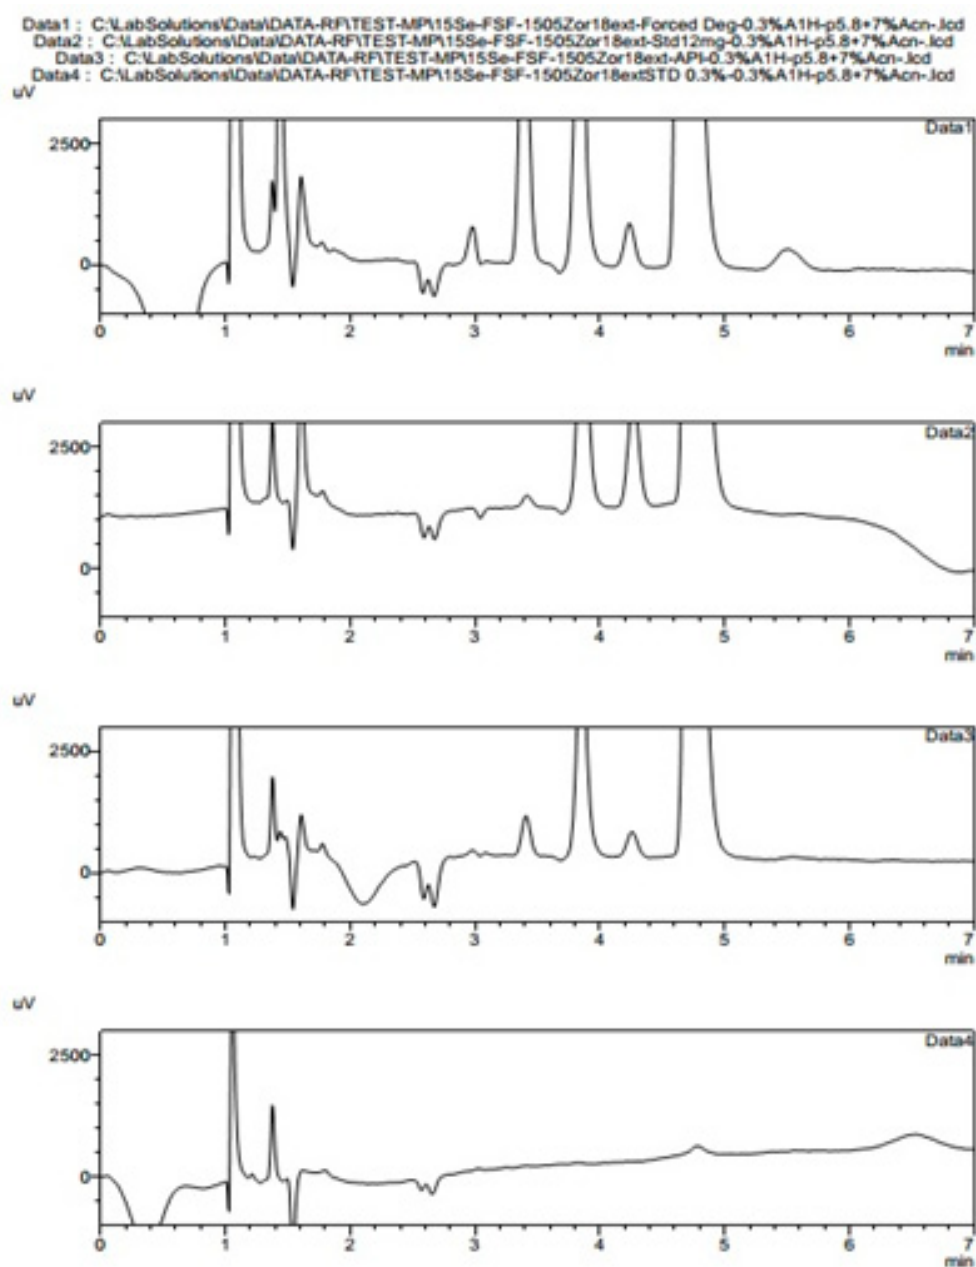 Data1 : C:\LabSolutions\Data\DATA-RF\TEST-MP\15Se-FSF-1505Zor18ext-Forced Deg-0.3%A1H-p5.8+7%Acn-.lcd
Data2 : C:\LabSolutions\Data\DATA-RF\TEST-MP\15Se-FSF-1505Zor18ext-Std12mg-0.3%A1H-p5.8+7%Acn-.lcd
Data3 : C:\LabSolutions\Data\DATA-RF\TEST-MP\15Se-FSF-1505Zor18ext-API-0.3%A1H-p5.8+7%Acn-.lcd
Data4 : C:\LabSolutions\Data\DATA-RF\TEST-MP\15Se-FSF-1505Zor18extSTD 0.3%-0.3%A1H-p5.8+7%Acn-.lcd
uV
Data1
2500
0
0 1 2 3 4 5 6 7
min
uV
Data2
2500
0
0 1 2 3 4 5 6 7
min
uV
Data3
2500
0
0 1 2 3 4 5 6 7
min
uV
Data4
2500
0
0 1 2 3 4 5 6 7
min